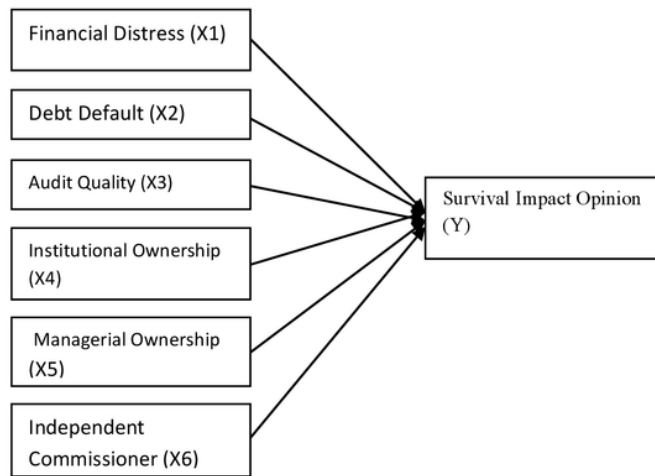 Financial Distress (X1)
Debt Default (X2)
Audit Quality (X3)
Institutional Ownership
(X4)
Managerial Ownership
(X5)
Independent
Commissioner (X6)
Survival Impact Opinion
(Y)